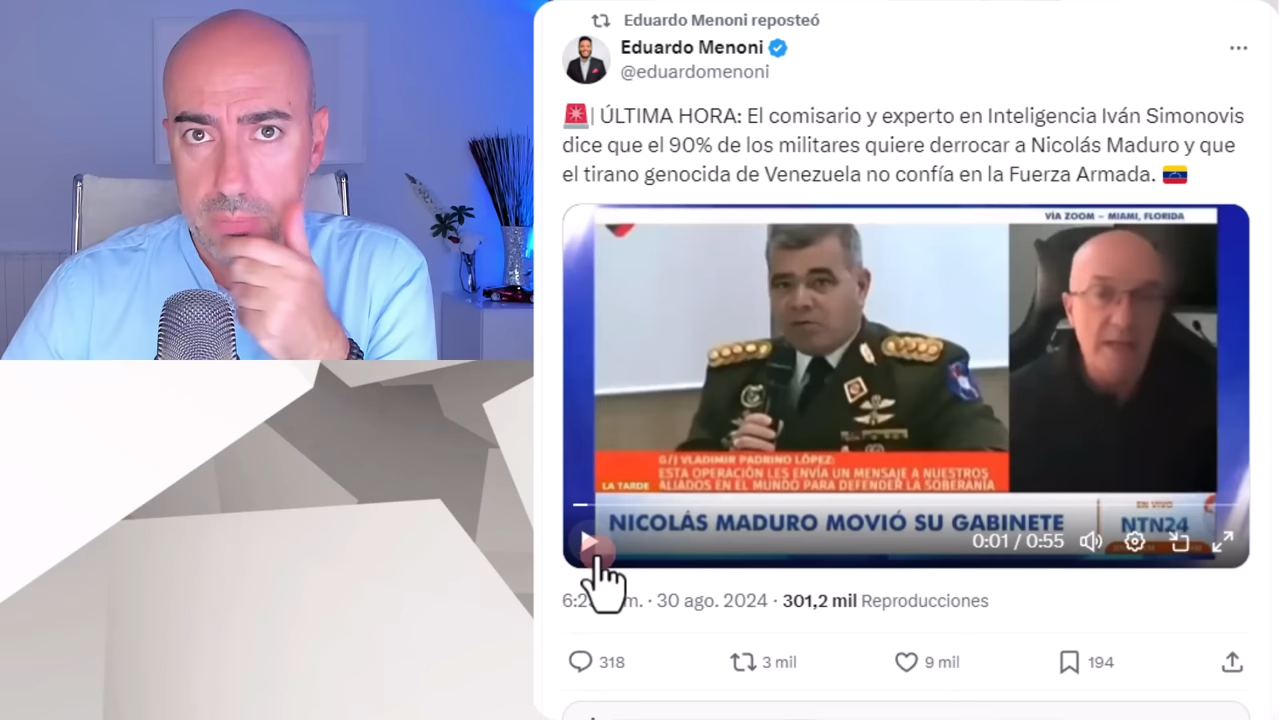 Eduardo Menoni reposteó
Eduardo Menoni
@eduardomenoni
🚨| ÚLTIMA HORA: El comisario y experto en Inteligencia Iván Simonovis
dice que el 90% de los militares quiere derrocar a Nicolás Maduro y que
el tirano genocida de Venezuela no confía en la Fuerza Armada. 🇻🇪
VÍA ZOOM – MIAMI, FLORIDA
G/J VLADIMIR PADRINO LÓPEZ:
ESTA OPERACIÓN LES ENVÍA UN MENSAJE A NUESTROS
LA TARDE ALIADOS EN EL MUNDO PARA DEFENDER LA SOBERANÍA
NICOLÁS MADURO MOVIÓ SU GABINETE
EN VIVO
NTN24
0:01 / 0:55
m. · 30 ago. 2024 · 301,2 mil Reproducciones
318 3 mil 9 mil 194